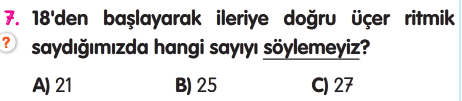 7. 18'den başlayarak ileriye doğru üçer ritmik
? saydığımızda hangi sayıyı söylemeyiz?
A) 21 B) 25 C) 27